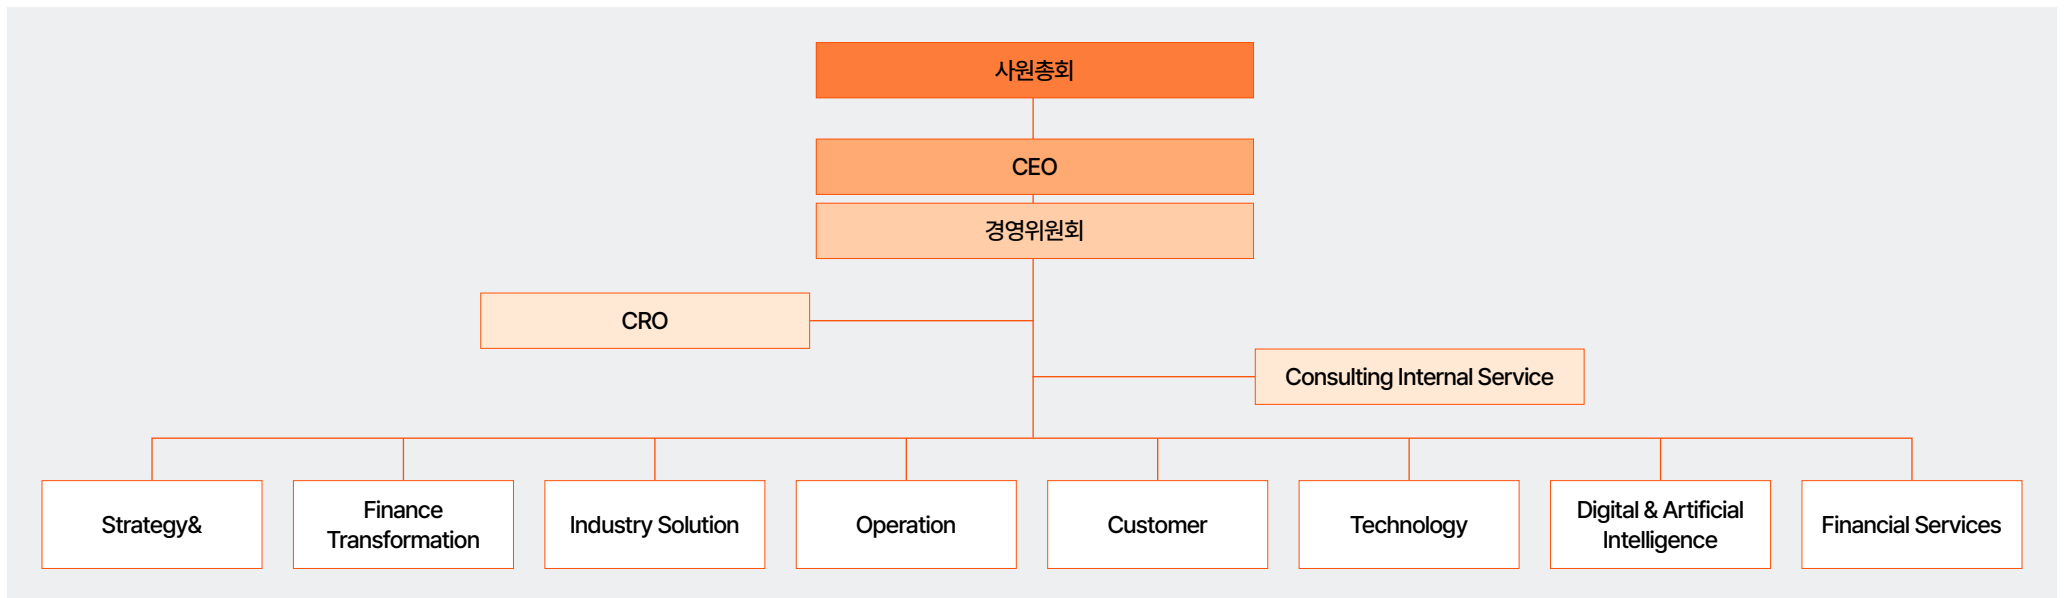 사원총회
CEO
경영위원회
CRO
Consulting Internal Service
Strategy&
Finance
Transformation
Industry Solution
Operation
Customer
Technology
Digital & Artificial
Intelligence
Financial Services